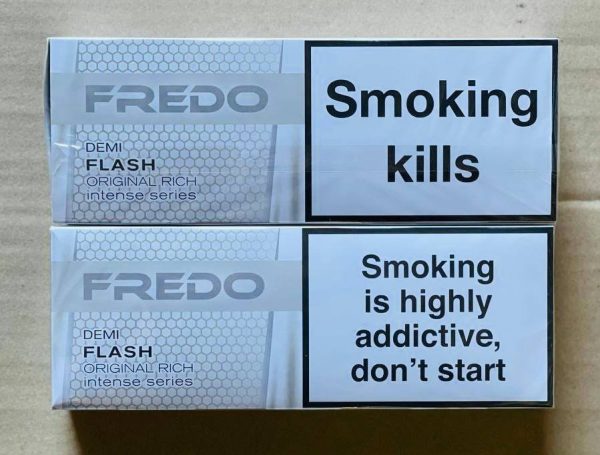 FREDO
DEMI
FLASH
ORIGINAL RICH
intense series
Smoking
kills
FREDO
DEMI
FLASH
ORIGINAL RICH
intense series
Smoking
is highly
addictive,
don't start